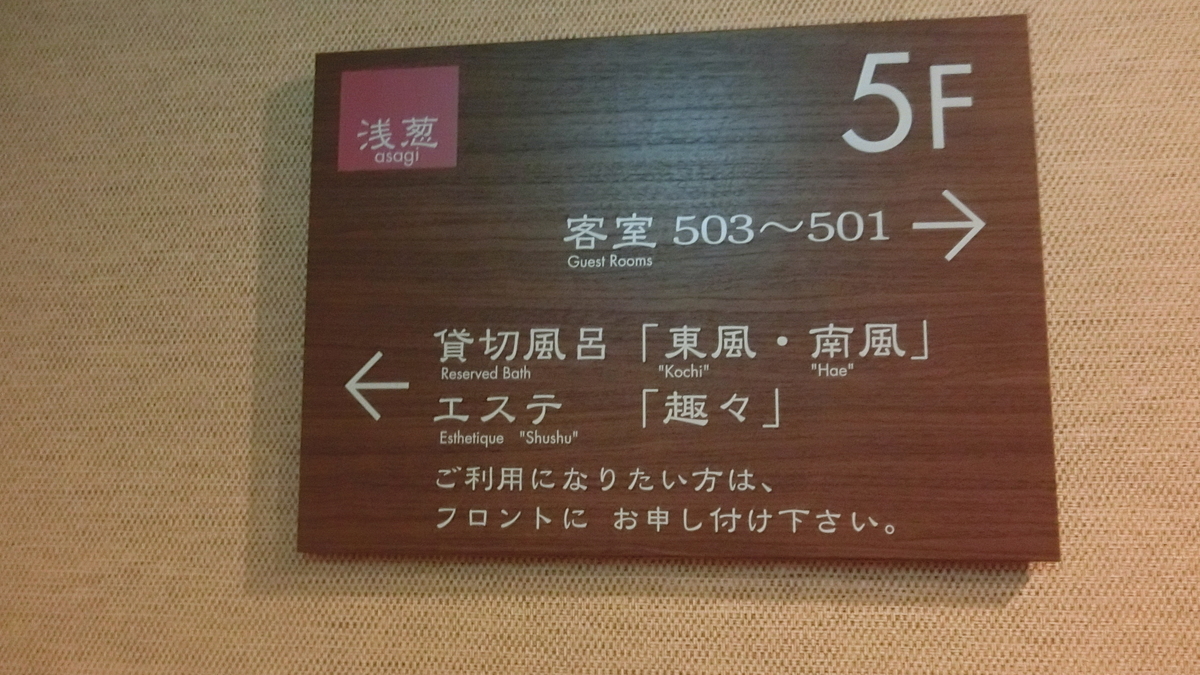 浅葱
asagi
5F
客室 503〜501 →
Guest Rooms
← 貸切風呂 「東風・南風」
Reserved Bath "Kochi" "Hae"
エステ 「趣々」
Esthetique "Shushu"
ご利用になりたい方は、
フロントに お申し付け下さい。